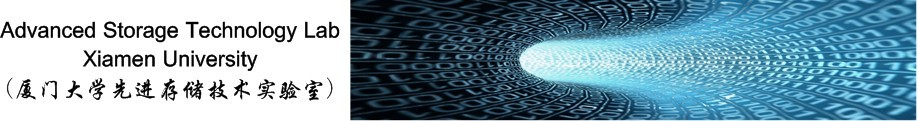 Advanced Storage Technology Lab
Xiamen University
（厦门大学先进存储技术实验室）